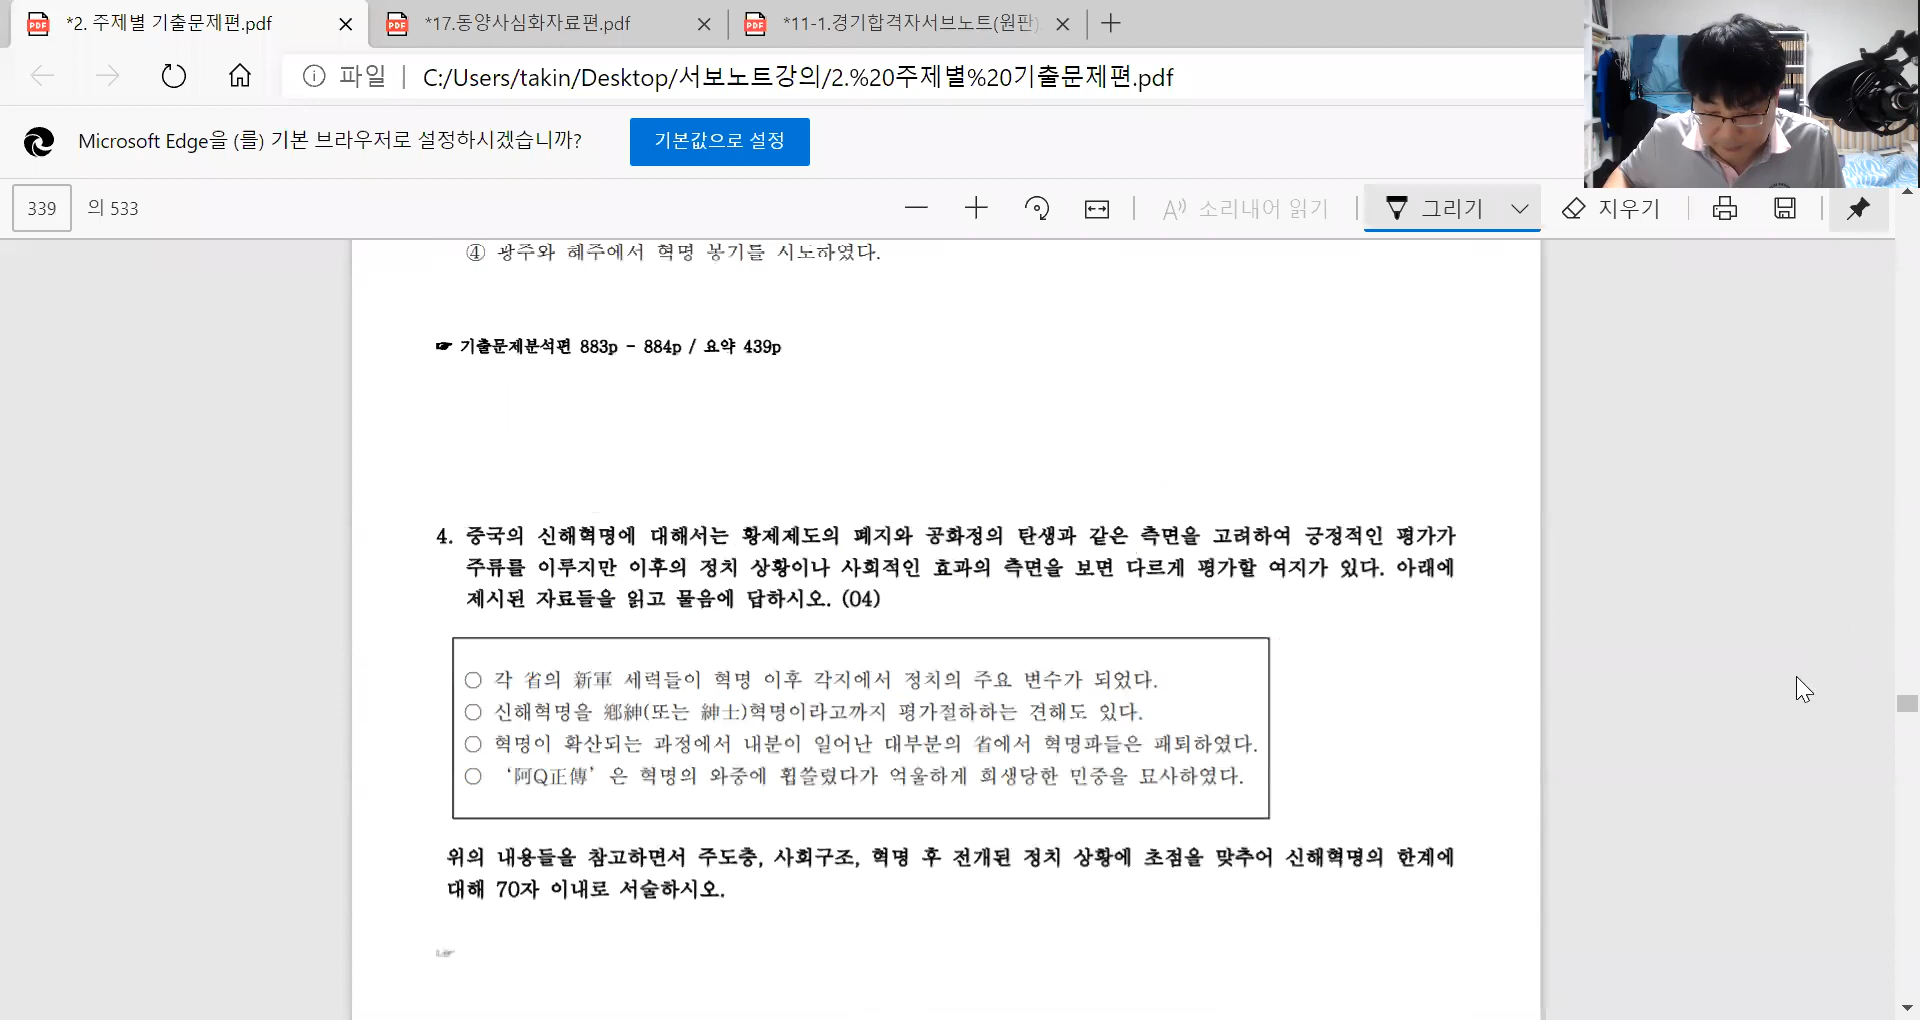 *2. 주제별 기출문제편.pdf
*17.동양사심화자료편.pdf
*11-1.경기합격자서브노트(원판).
파일
C:/Users/takin/Desktop/서보노트강의/2.%20주제별%20기출문제편.pdf
Microsoft Edge을 (를) 기본 브라우저로 설정하시겠습니까?
기본값으로 설정
339 의 533
소리내어 읽기
그리기
지우기
④ 광주와 혜주에서 혁명 봉기를 시도하였다.
☞ 기출문제분석편 883p - 884p / 요약 439p
4. 중국의 신해혁명에 대해서는 황제제도의 폐지와 공화정의 탄생과 같은 측면을 고려하여 긍정적인 평가가
주류를 이루지만 이후의 정치 상황이나 사회적인 효과의 측면을 보면 다르게 평가할 여지가 있다. 아래에
제시된 자료들을 읽고 물음에 답하시오. (04)
○ 각 省의 新軍 세력들이 혁명 이후 각지에서 정치의 주요 변수가 되었다.
○ 신해혁명을 鄕紳(또는 紳士)혁명이라고까지 평가절하하는 견해도 있다.
○ 혁명이 확산되는 과정에서 내분이 일어난 대부분의 省에서 혁명파들은 패퇴하였다.
○ ‘阿Q正傳’은 혁명의 와중에 휩쓸렸다가 억울하게 희생당한 민중을 묘사하였다.
위의 내용들을 참고하면서 주도층, 사회구조, 혁명 후 전개된 정치 상황에 초점을 맞추어 신해혁명의 한계에
대해 70자 이내로 서술하시오.
☞